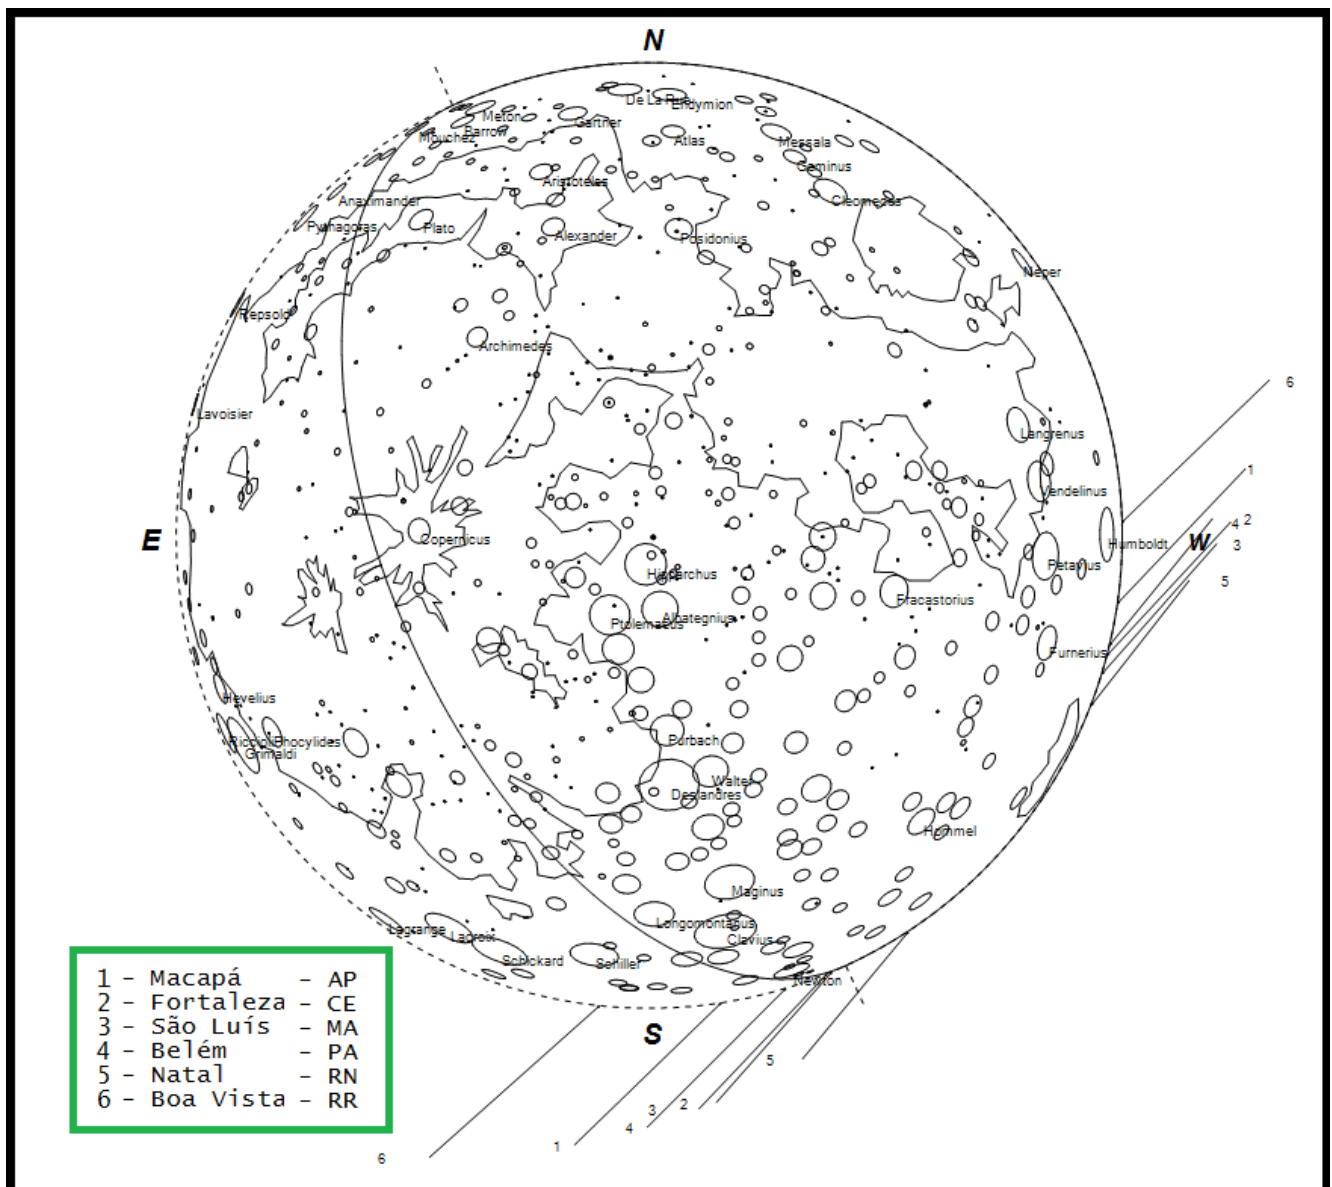 N
De La Rue
Endymion
Meton
Gartner
Barrow
Mouchez
Atlas
Messala
Geminus
Aristoteles
Anaximander
Cleomedes
Pythagoras
Plato
Alexander
Posidonius
Neper
Repsold
Archimedes
6
Lavoisier
Langrenus
1
Vendelinus
4
2
E
Copernicus
Humboldt
W
3
Hipparchus
Petavius
5
Fracastorius
Ptolemaeus
Albategnius
Furnerius
Hevelius
Riccioli
Phocylides
Purbach
Grimaldi
Walter
Deslandres
Hommel
Maginus
Longomontanus
Lagrange
Lacroix
Clavius
Schickard
Schiller
Newton
S
1 - Macapá - AP
2 - Fortaleza - CE
3 - São Luís - MA
4 - Belém - PA
5 - Natal - RN
6 - Boa Vista - RR
5
2
3
4
1
6